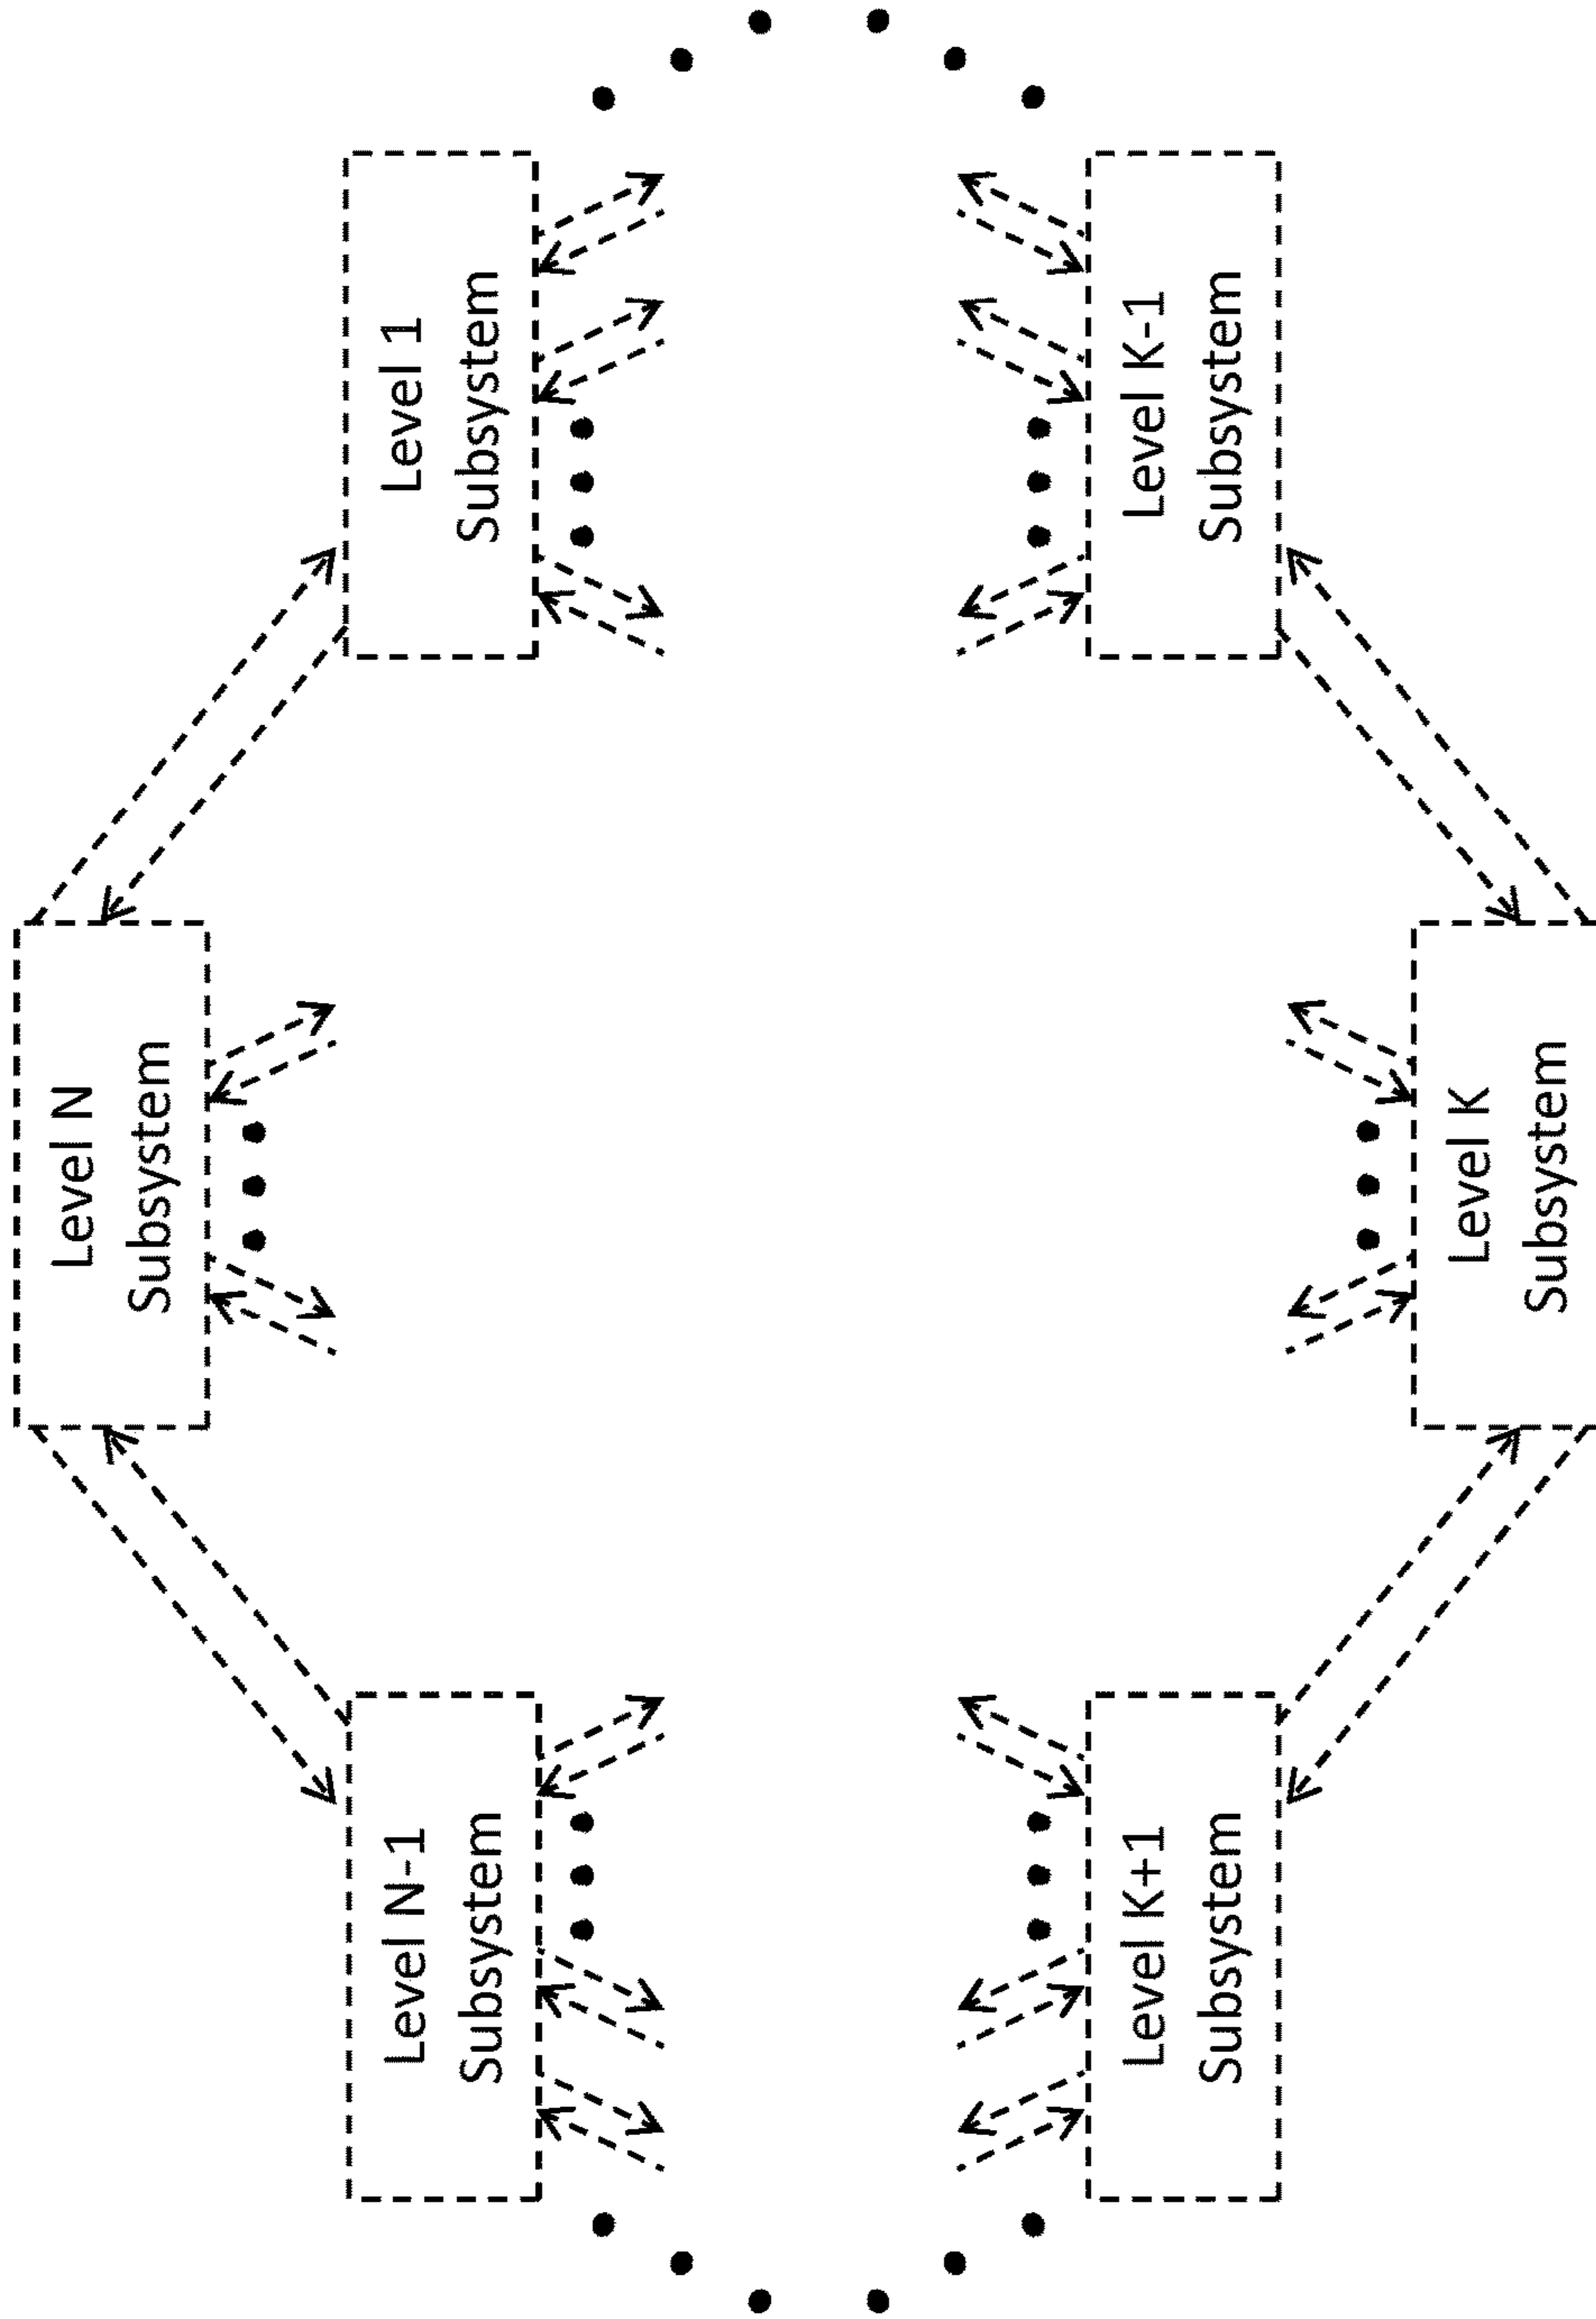 Level N
Subsystem
Level N-1
Subsystem
Level 1
Subsystem
Level K+1
Subsystem
Level K-1
Subsystem
Level K
Subsystem